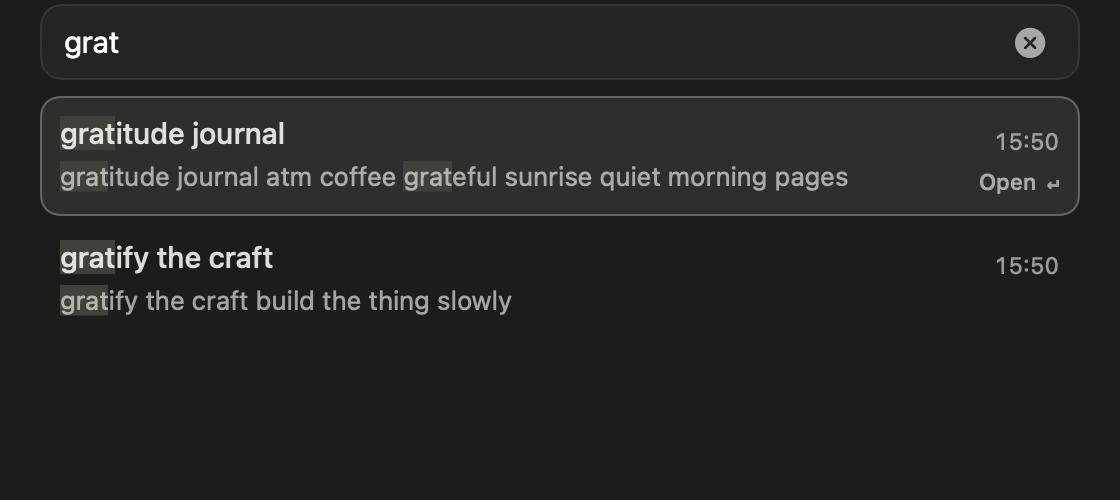 grat
gratitude journal
15:50
gratitude journal atm coffee grateful sunrise quiet morning pages
Open ↵
gratify the craft
15:50
gratify the craft build the thing slowly